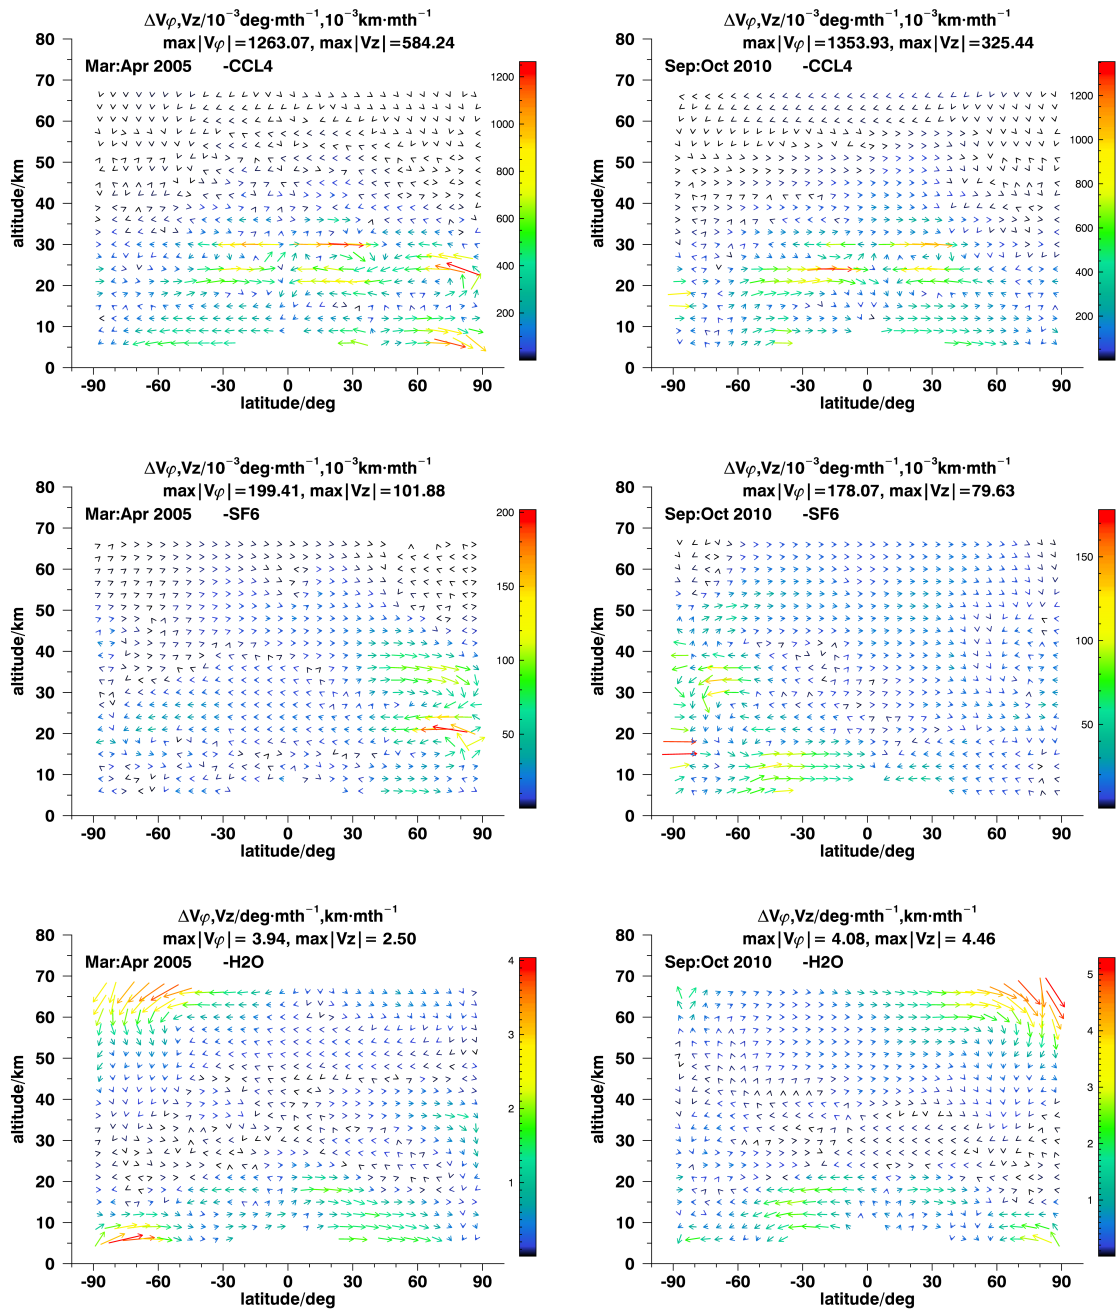 ΔVφ,Vz/10⁻³deg·mth⁻¹,10⁻³km·mth⁻¹
max|Vφ|=1263.07, max|Vz|=584.24
Mar:Apr 2005 -CCL4
80
70
60
50
40
30
20
10
0
altitude/km
-90 -60 -30 0 30 60 90
latitude/deg
1200
1000
800
600
400
200
ΔVφ,Vz/10⁻³deg·mth⁻¹,10⁻³km·mth⁻¹
max|Vφ|=1353.93, max|Vz|=325.44
Sep:Oct 2010 -CCL4
80
70
60
50
40
30
20
10
0
altitude/km
-90 -60 -30 0 30 60 90
latitude/deg
1200
1000
800
600
400
200
ΔVφ,Vz/10⁻³deg·mth⁻¹,10⁻³km·mth⁻¹
max|Vφ|=199.41, max|Vz|=101.88
Mar:Apr 2005 -SF6
80
70
60
50
40
30
20
10
0
altitude/km
-90 -60 -30 0 30 60 90
latitude/deg
200
150
100
50
ΔVφ,Vz/10⁻³deg·mth⁻¹,10⁻³km·mth⁻¹
max|Vφ|=178.07, max|Vz|=79.63
Sep:Oct 2010 -SF6
80
70
60
50
40
30
20
10
0
altitude/km
-90 -60 -30 0 30 60 90
latitude/deg
150
100
50
ΔVφ,Vz/deg·mth⁻¹,km·mth⁻¹
max|Vφ|= 3.94, max|Vz|= 2.50
Mar:Apr 2005 -H2O
80
70
60
50
40
30
20
10
0
altitude/km
-90 -60 -30 0 30 60 90
latitude/deg
4
3
2
1
ΔVφ,Vz/deg·mth⁻¹,km·mth⁻¹
max|Vφ|= 4.08, max|Vz|= 4.46
Sep:Oct 2010 -H2O
80
70
60
50
40
30
20
10
0
altitude/km
-90 -60 -30 0 30 60 90
latitude/deg
5
4
3
2
1